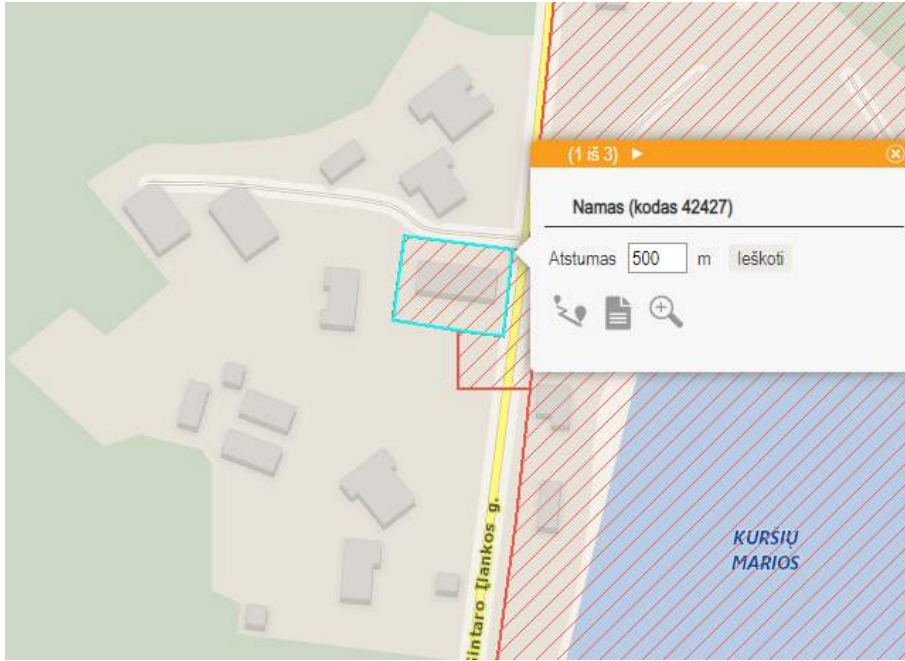 (1 iš 3)
Namas (kodas 42427)
Atstumas 500 m Ieškoti
KURŠIŲ
MARIOS
Gintaro Įlankos g.